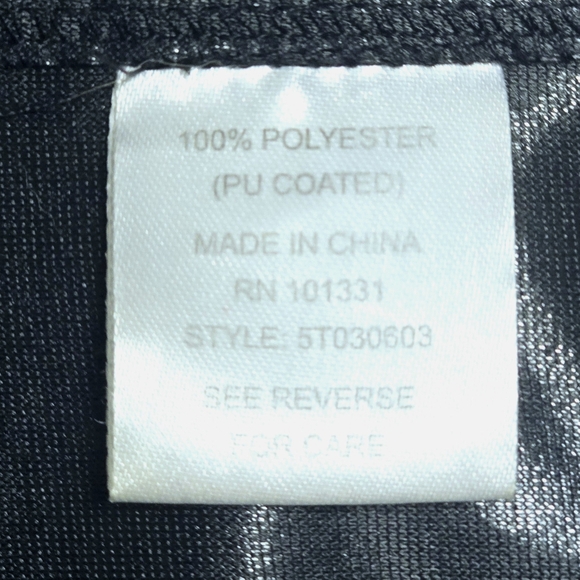 100% POLYESTER
(PU COATED)
MADE IN CHINA
RN 101331
STYLE: 5T030603
SEE REVERSE
FOR CARE